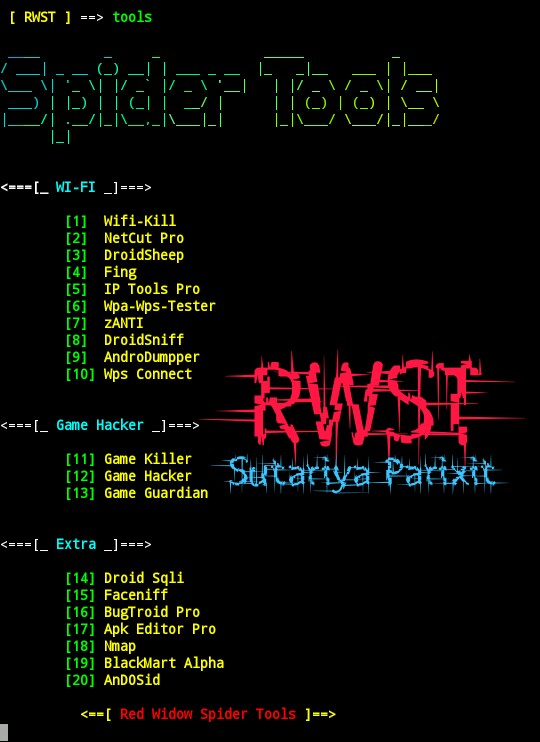 [ RWST ] ==> tools
Spider Tools
<===[_ WI-FI _]===>
[1] Wifi-Kill
[2] NetCut Pro
[3] DroidSheep
[4] Fing
[5] IP Tools Pro
[6] Wpa-Wps-Tester
[7] zANTI
[8] DroidSniff
[9] AndroDumpper
[10] Wps Connect
RWST
Sutariya Parixit
<===[_ Game Hacker _]===>
[11] Game Killer
[12] Game Hacker
[13] Game Guardian
<===[_ Extra _]===>
[14] Droid Sqli
[15] Faceniff
[16] BugTroid Pro
[17] Apk Editor Pro
[18] Nmap
[19] BlackMart Alpha
[20] AnDOSid
<==[ Red Widow Spider Tools ]==>